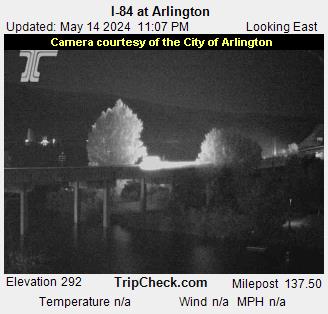 I-84 at Arlington
Updated: May 14 2024 11:07 PM Looking East
Camera courtesy of the City of Arlington
Elevation 292 TripCheck.com Milepost 137.50
Temperature n/a Wind n/a MPH n/a